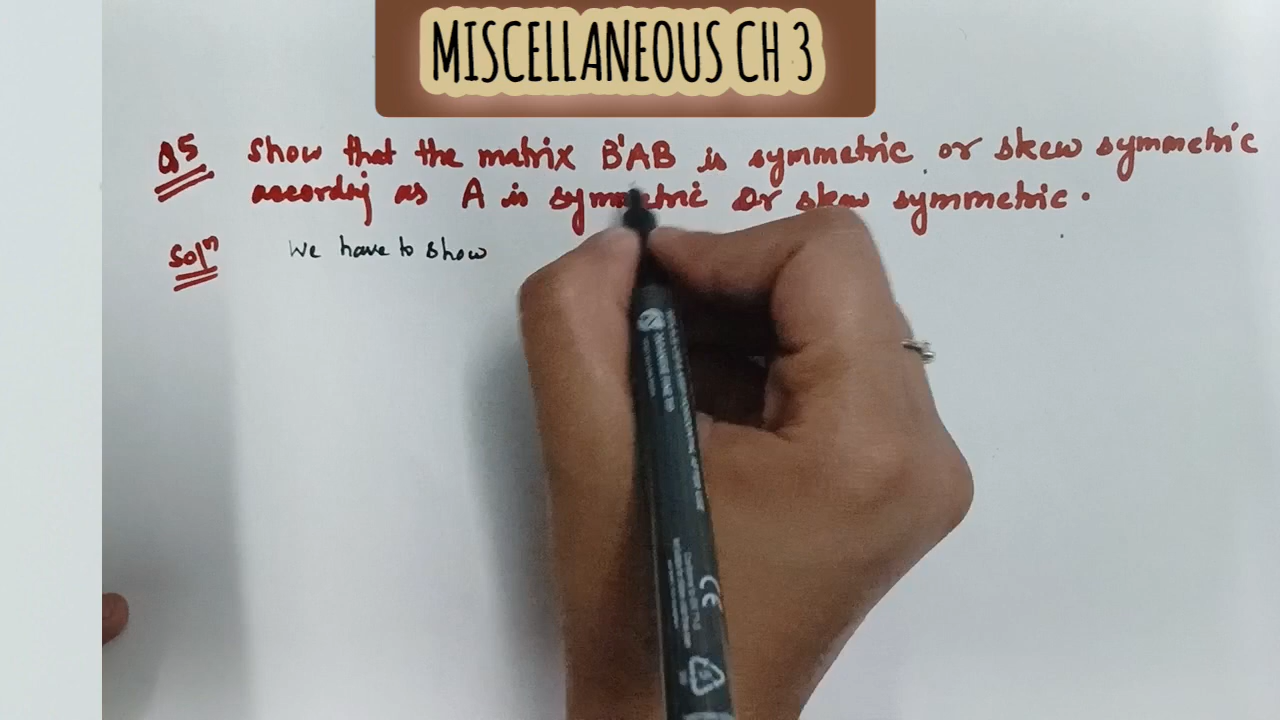 MISCELLANEOUS CH 3
Q5 Show that the matrix B'AB is symmetric or skew symmetric
according as A is symmetric or skew symmetric.
Solⁿ We have to show
CE